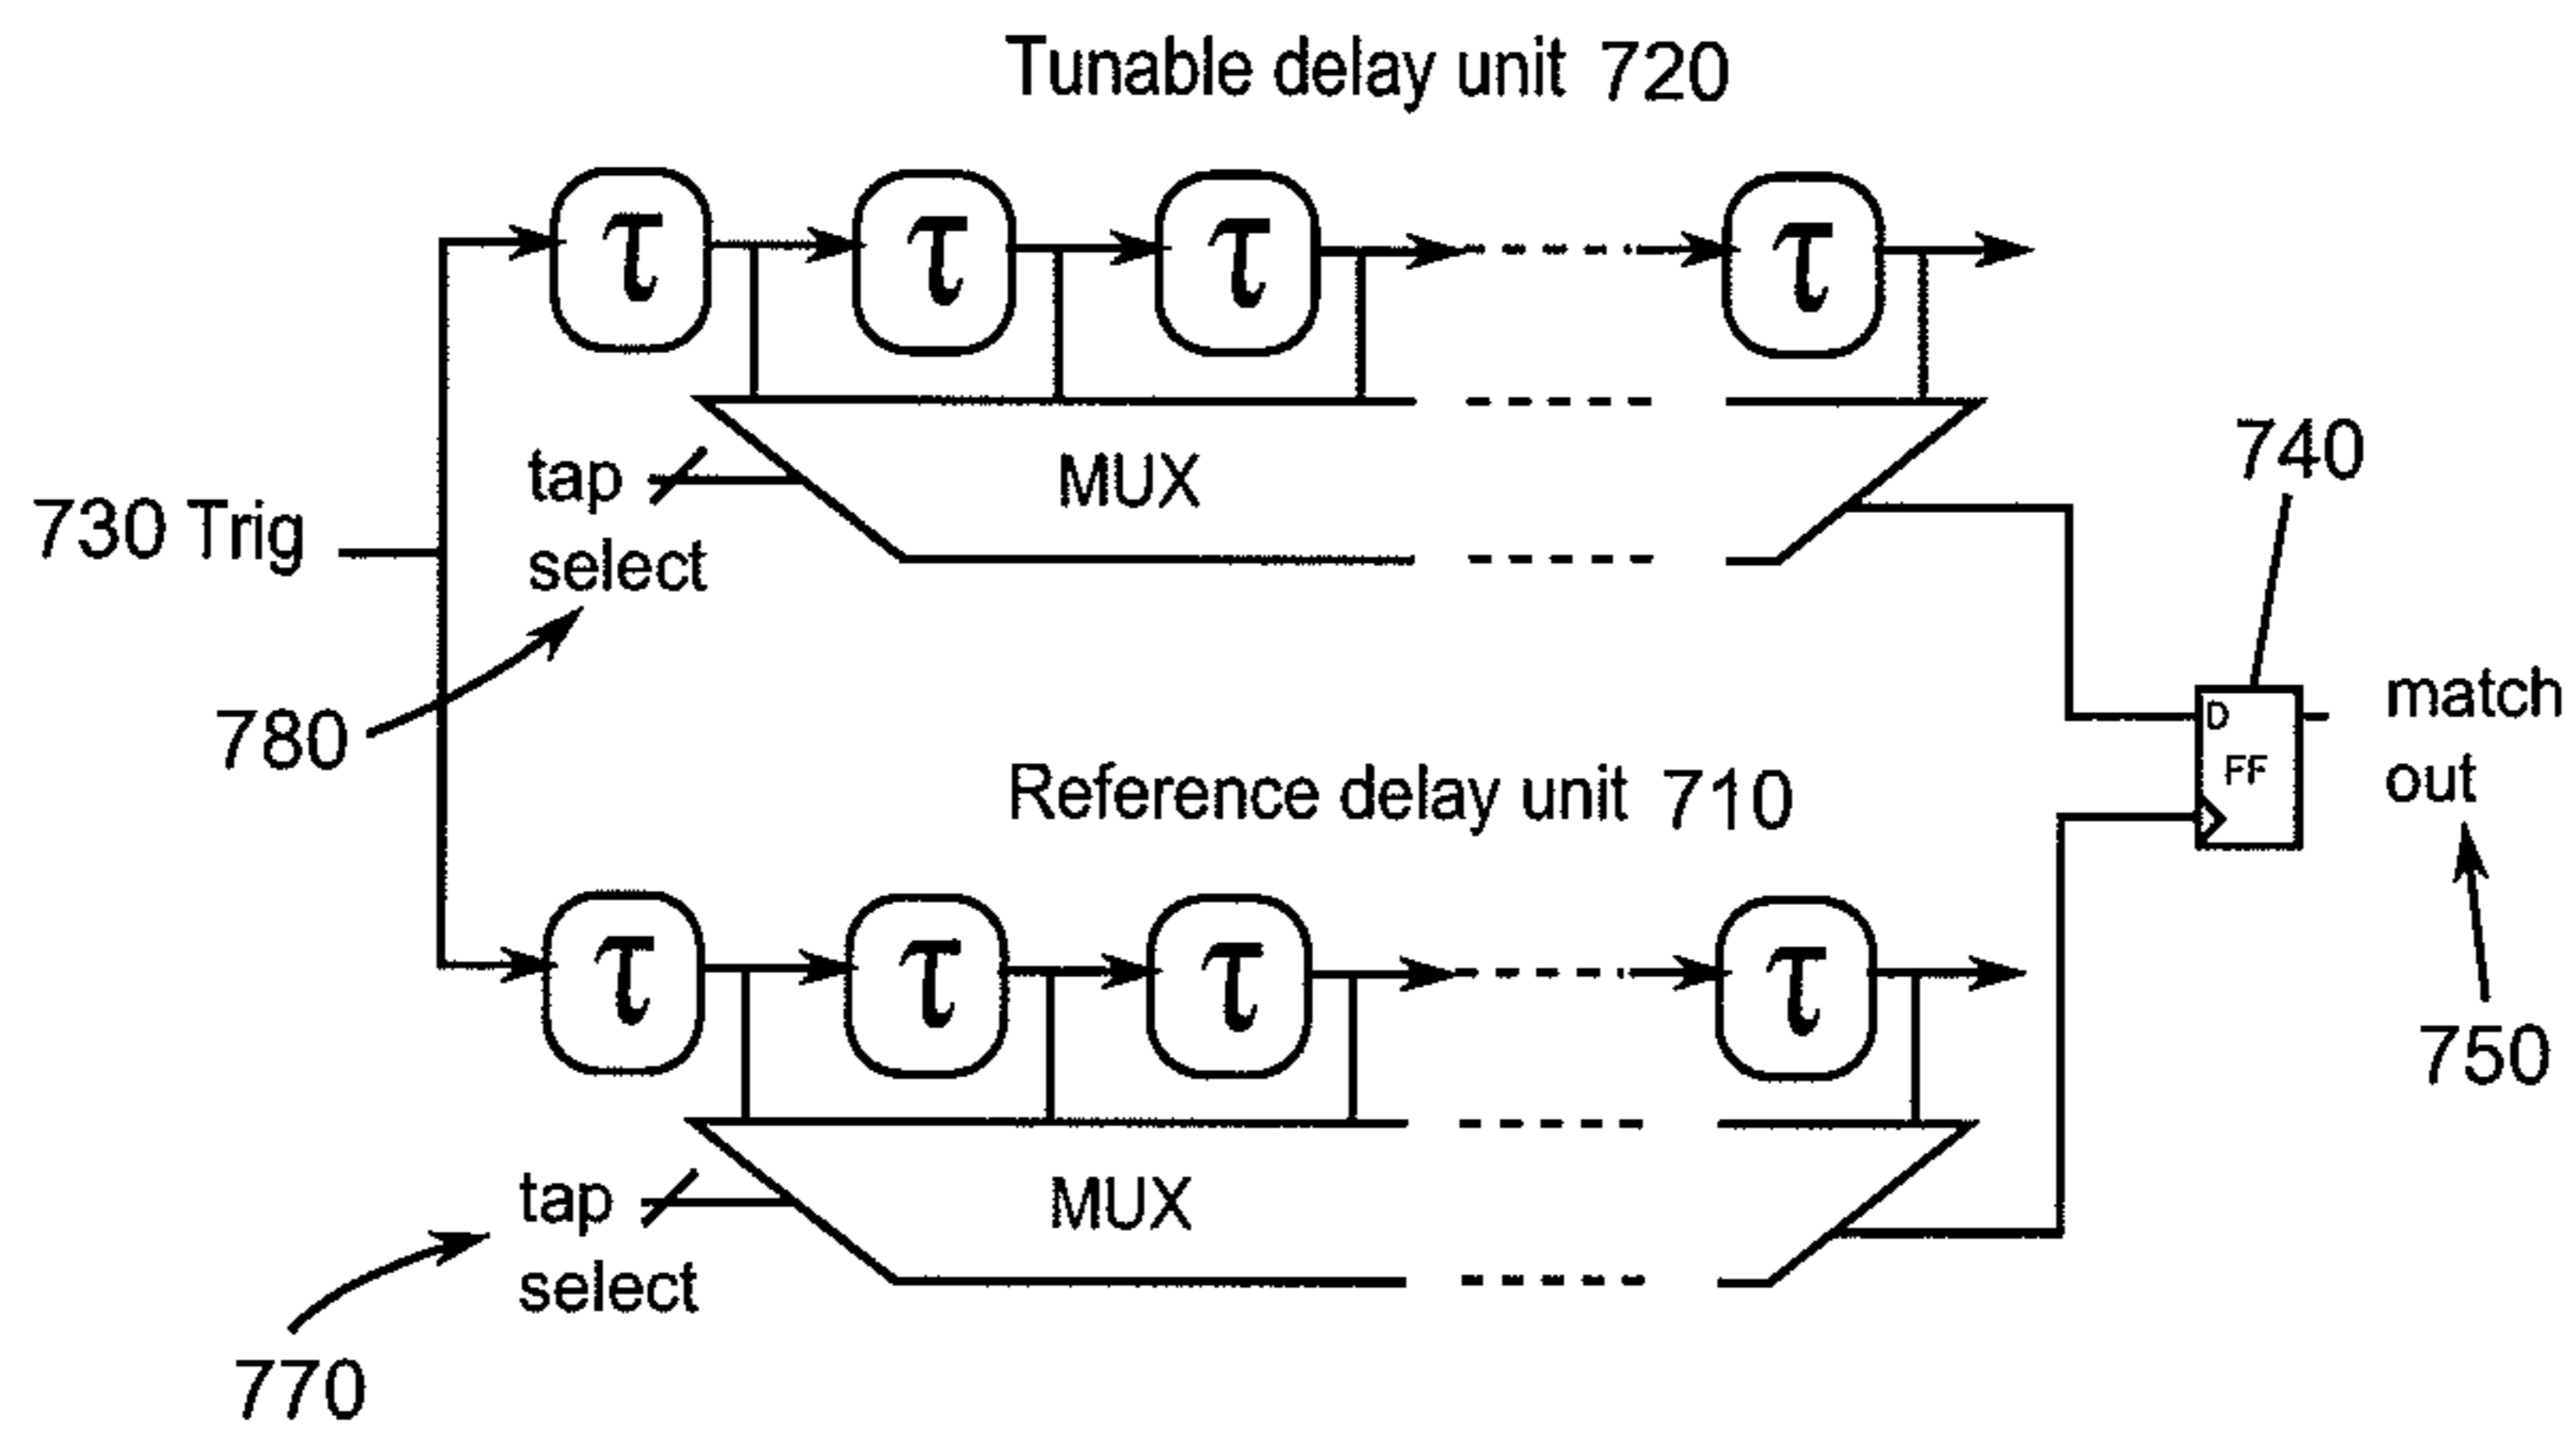 Tunable delay unit 720
τ τ τ τ
tap select
MUX
740
730 Trig
780
D
FF
match out
Reference delay unit 710
750
τ τ τ τ
tap select
MUX
770